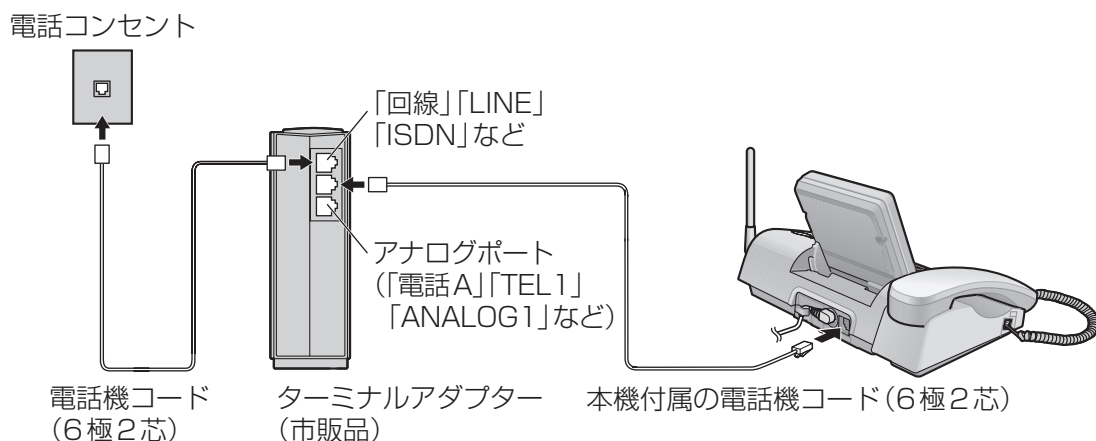 電話コンセント
「回線」「LINE」
「ISDN」など
アナログポート
(「電話A」「TEL1」
「ANALOG1」など)
電話機コード
(6極2芯)
ターミナルアダプター
(市販品)
本機付属の電話機コード(6極2芯)